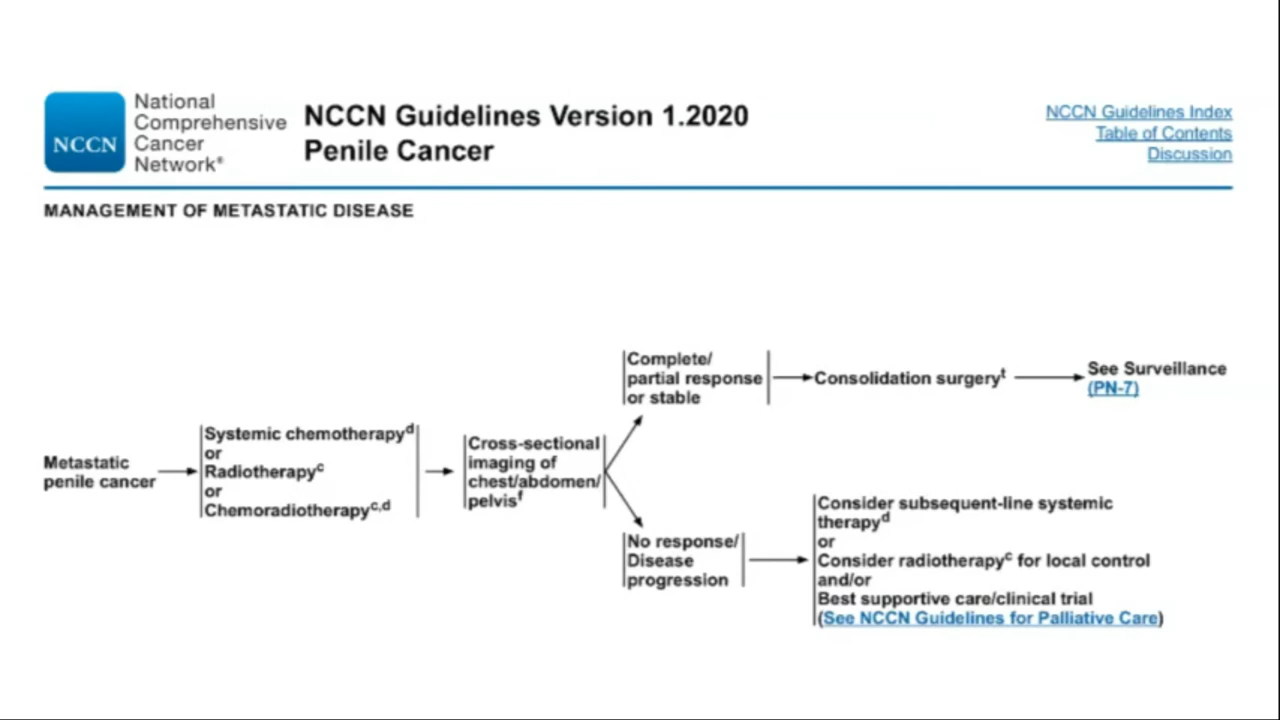 NCCN
National
Comprehensive
Cancer
Network®
NCCN Guidelines Version 1.2020
Penile Cancer
NCCN Guidelines Index
Table of Contents
Discussion
MANAGEMENT OF METASTATIC DISEASE
Metastatic
penile cancer
Systemic chemotherapyᵈ
or
Radiotherapyᶜ
or
Chemoradiotherapyᶜ,ᵈ
Cross-sectional
imaging of
chest/abdomen/
pelvisᶠ
Complete/
partial response
or stable
Consolidation surgeryᵗ
See Surveillance
(PN-7)
No response/
Disease
progression
Consider subsequent-line systemic
therapyᵈ
or
Consider radiotherapyᶜ for local control
and/or
Best supportive care/clinical trial
(See NCCN Guidelines for Palliative Care)